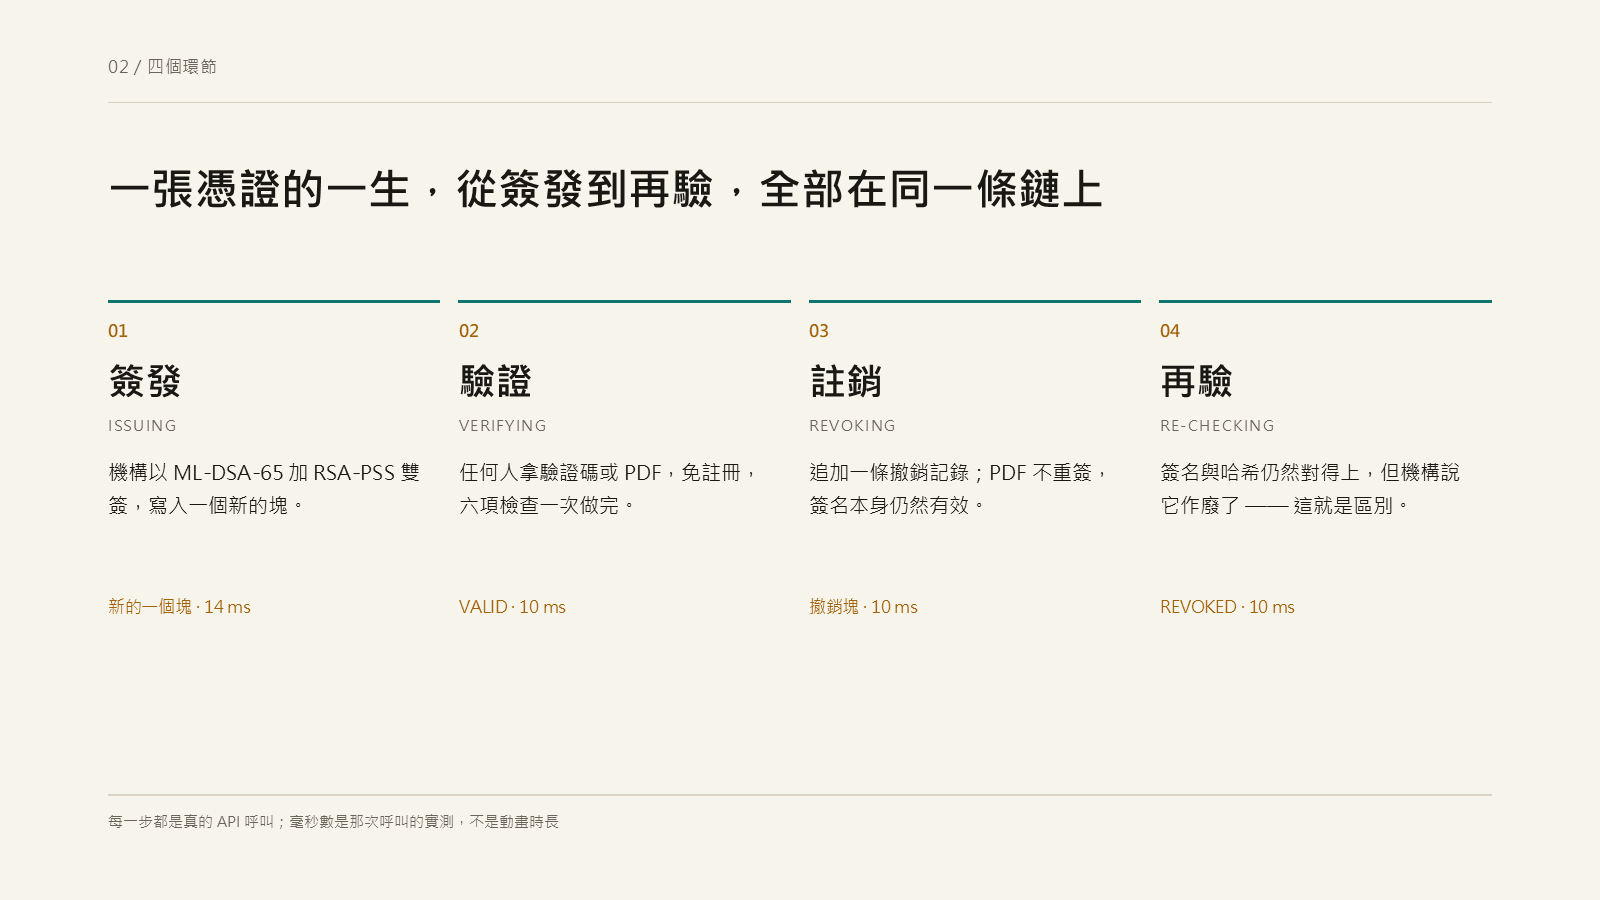 02 / 四個環節
一張憑證的一生，從簽發到再驗，全部在同一條鏈上
01
簽發
ISSUING
機構以 ML-DSA-65 加 RSA-PSS 雙
簽，寫入一個新的塊。
新的一個塊 · 14 ms
02
驗證
VERIFYING
任何人拿驗證碼或 PDF，免註冊，
六項檢查一次做完。
VALID · 10 ms
03
註銷
REVOKING
追加一條撤銷記錄；PDF 不重簽，
簽名本身仍然有效。
撤銷塊 · 10 ms
04
再驗
RE-CHECKING
簽名與哈希仍然對得上，但機構說
它作廢了 —— 這就是區別。
REVOKED · 10 ms
每一步都是真的 API 呼叫；毫秒數是那次呼叫的實測，不是動畫時長